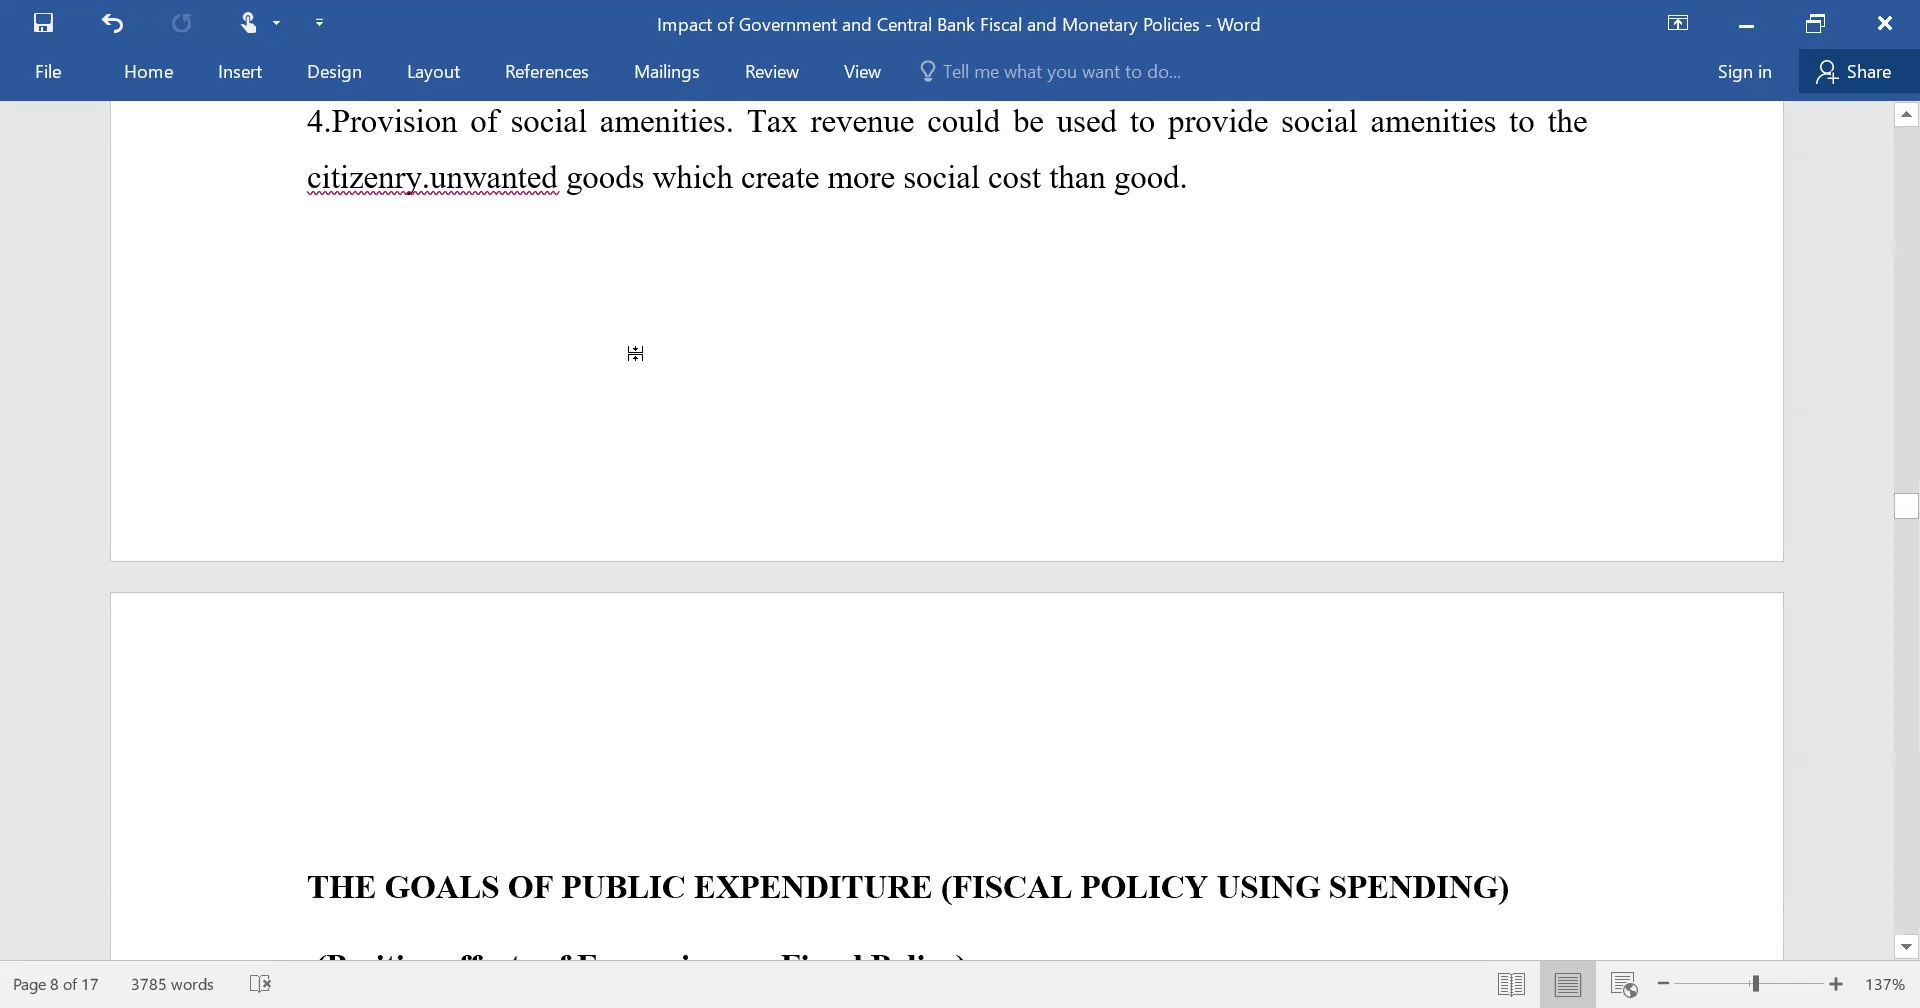 Impact of Government and Central Bank Fiscal and Monetary Policies - Word
File Home Insert Design Layout References Mailings Review View Tell me what you want to do... Sign in Share
4.Provision of social amenities. Tax revenue could be used to provide social amenities to the
citizenry.unwanted goods which create more social cost than good.
THE GOALS OF PUBLIC EXPENDITURE (FISCAL POLICY USING SPENDING)
Page 8 of 17 3785 words 137%